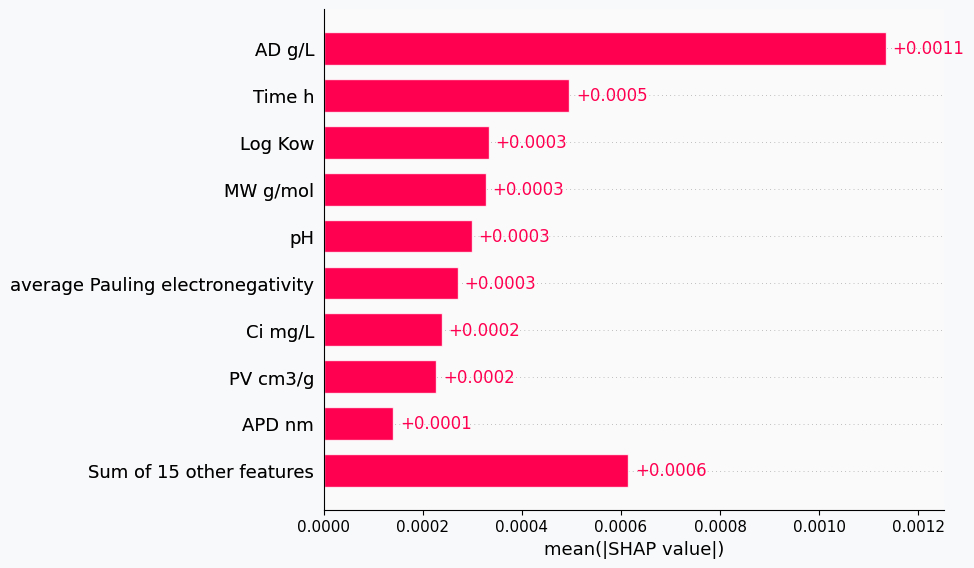 AD g/L +0.0011
Time h +0.0005
Log Kow +0.0003
MW g/mol +0.0003
pH +0.0003
average Pauling electronegativity +0.0003
Ci mg/L +0.0002
PV cm3/g +0.0002
APD nm +0.0001
Sum of 15 other features +0.0006
0.0000 0.0002 0.0004 0.0006 0.0008 0.0010 0.0012
mean(|SHAP value|)